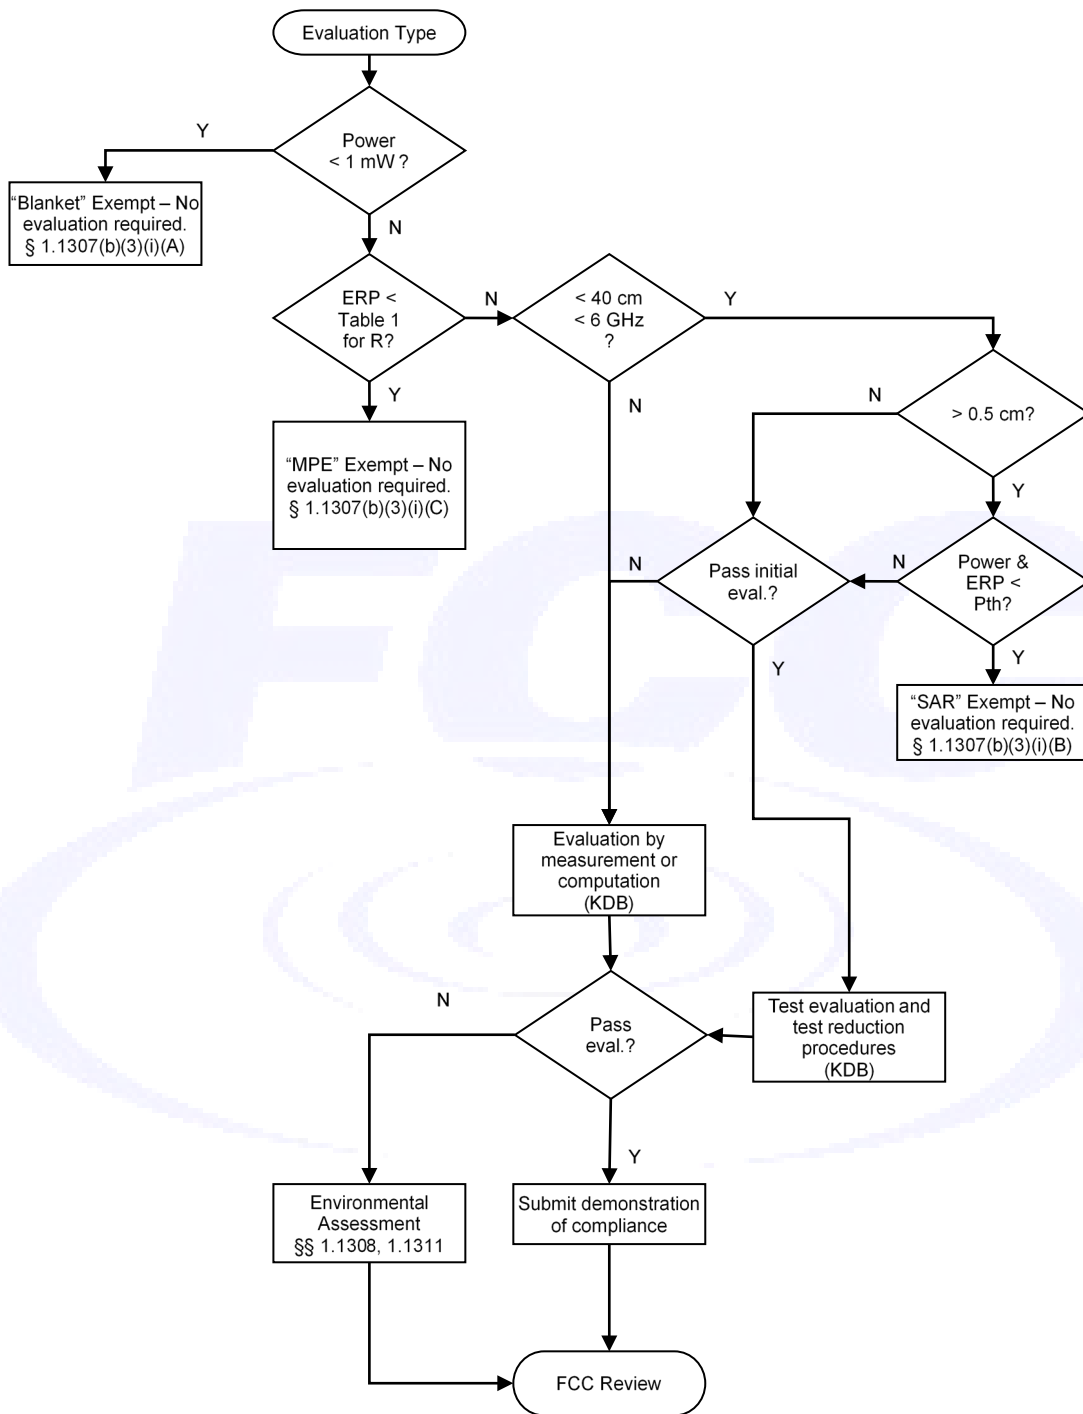 Evaluation Type
Y
Power
< 1 mW ?
"Blanket" Exempt – No
evaluation required.
§ 1.1307(b)(3)(i)(A)
N
ERP <
Table 1
for R?
N
< 40 cm
< 6 GHz
?
Y
Y
N
N
> 0.5 cm?
"MPE" Exempt – No
evaluation required.
§ 1.1307(b)(3)(i)(C)
Y
FCC
N
Pass initial
eval.?
N
Power &
ERP <
Pth?
Y
Y
"SAR" Exempt – No
evaluation required.
§ 1.1307(b)(3)(i)(B)
Evaluation by
measurement or
computation
(KDB)
N
Pass
eval.?
Test evaluation and
test reduction
procedures
(KDB)
Y
Environmental
Assessment
§§ 1.1308, 1.1311
Submit demonstration
of compliance
FCC Review